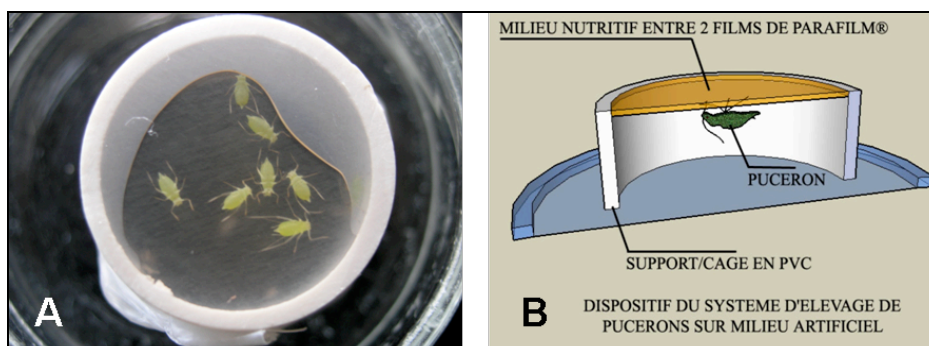 A
MILIEU NUTRITIF ENTRE 2 FILMS DE PARAFILM®
PUCERON
SUPPORT/CAGE EN PVC
B
DISPOSITIF DU SYSTEME D'ELEVAGE DE
PUCERONS SUR MILIEU ARTIFICIEL